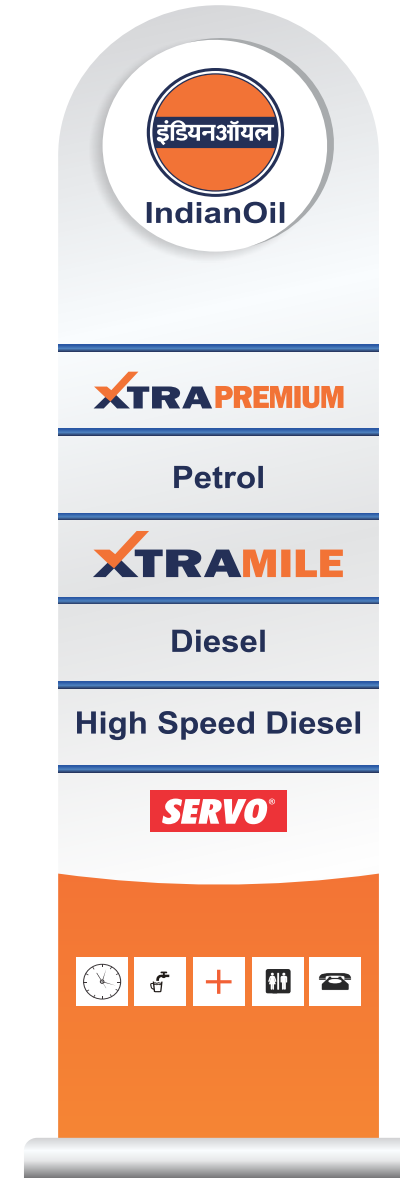 इंडियनऑयल
IndianOil
XTRAPREMIUM
Petrol
XTRAMILE
Diesel
High Speed Diesel
SERVO®